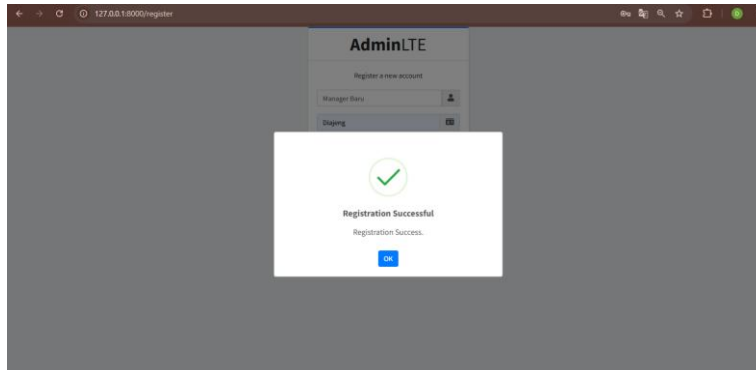 127.0.0.1:8000/register
AdminLTE
Register a new account
Manager Baru
Diajeng
Registration Successful
Registration Success.
OK